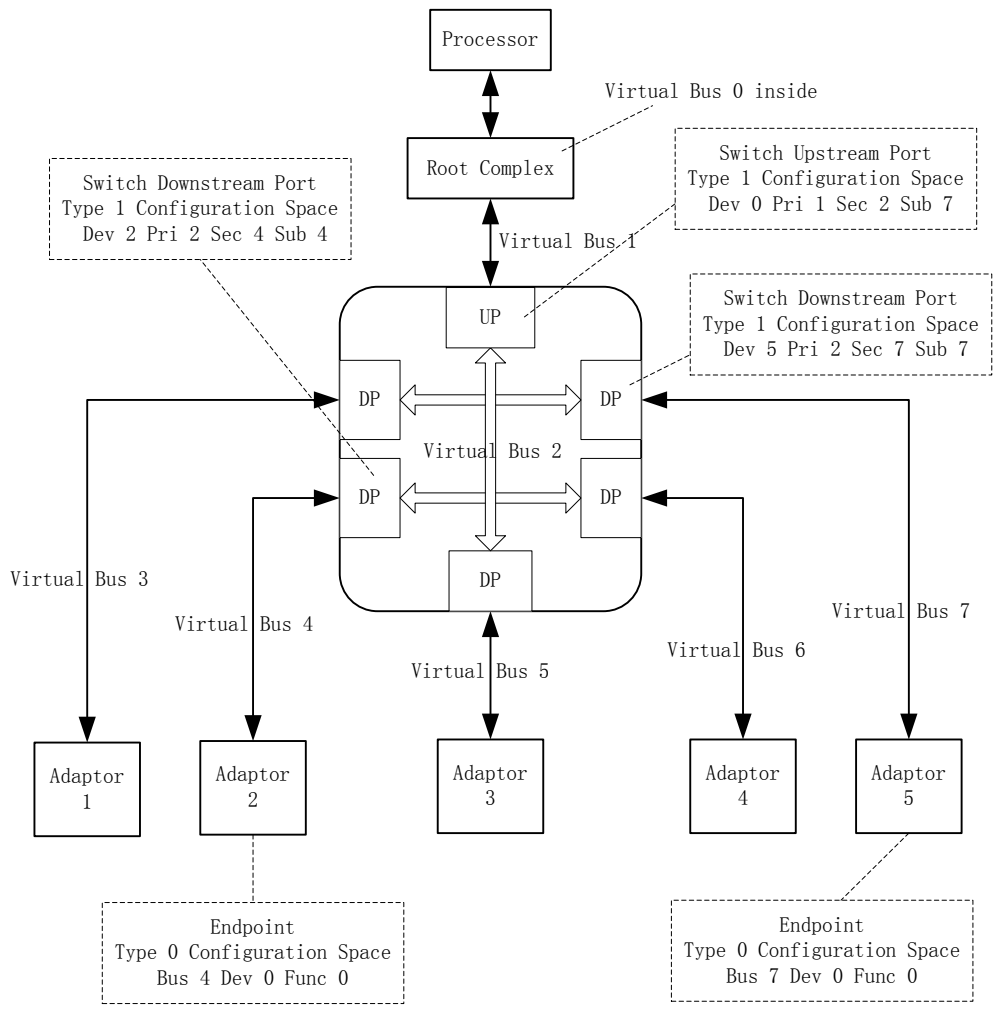 Processor
Virtual Bus 0 inside
Root Complex
Switch Upstream Port
Type 1 Configuration Space
Dev 0 Pri 1 Sec 2 Sub 7
Switch Downstream Port
Type 1 Configuration Space
Dev 2 Pri 2 Sec 4 Sub 4
Virtual Bus 1
Switch Downstream Port
Type 1 Configuration Space
Dev 5 Pri 2 Sec 7 Sub 7
UP
DP
DP
Virtual Bus 2
DP
DP
DP
Virtual Bus 3
Virtual Bus 4
Virtual Bus 5
Virtual Bus 6
Virtual Bus 7
Adaptor
1
Adaptor
2
Adaptor
3
Adaptor
4
Adaptor
5
Endpoint
Type 0 Configuration Space
Bus 4 Dev 0 Func 0
Endpoint
Type 0 Configuration Space
Bus 7 Dev 0 Func 0